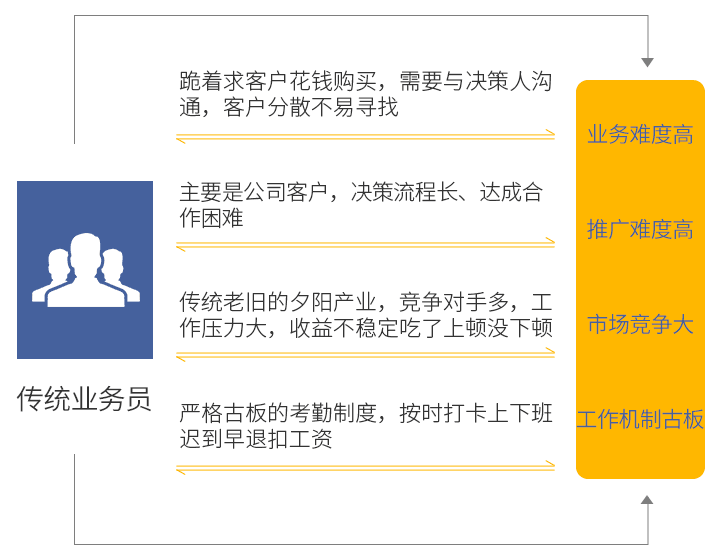 跪着求客户花钱购买，需要与决策人沟
通，客户分散不易寻找
业务难度高
主要是公司客户，决策流程长、达成合
作困难
推广难度高
传统老旧的夕阳产业，竞争对手多，工
作压力大，收益不稳定吃了上顿没下顿
市场竞争大
传统业务员
严格古板的考勤制度，按时打卡上下班
迟到早退扣工资
工作机制古板